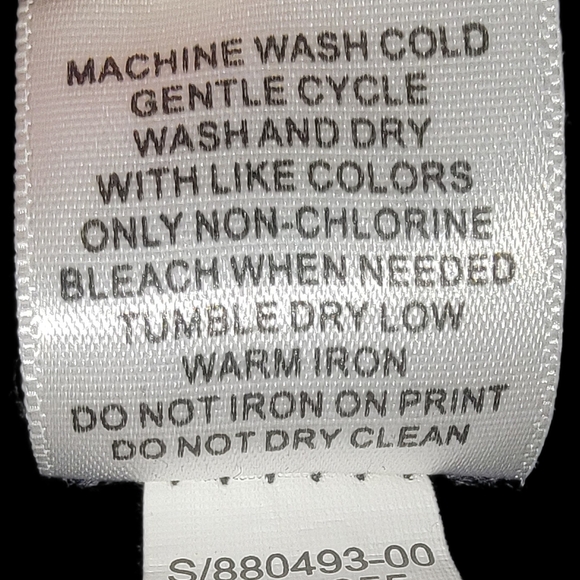 MACHINE WASH COLD
GENTLE CYCLE
WASH AND DRY
WITH LIKE COLORS
ONLY NON-CHLORINE
BLEACH WHEN NEEDED
TUMBLE DRY LOW
WARM IRON
DO NOT IRON ON PRINT
DO NOT DRY CLEAN
S/880493-00